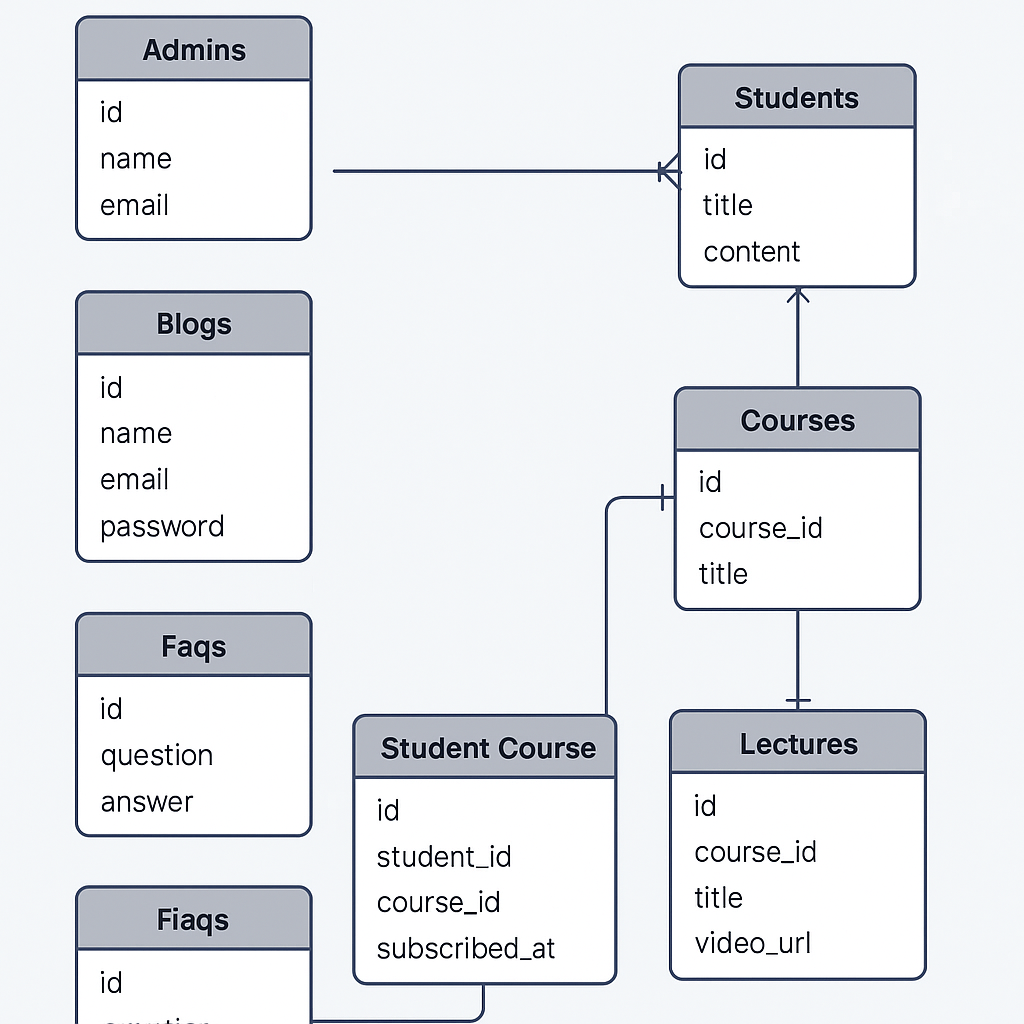 Admins
id
name
email
Students
id
title
content
Blogs
id
name
email
password
Courses
id
course_id
title
Faqs
id
question
answer
Student Course
id
student_id
course_id
subscribed_at
Lectures
id
course_id
title
video_url
Fiaqs
id